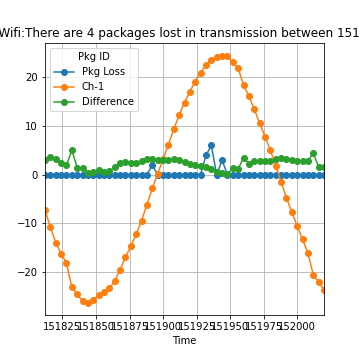 Wifi:There are 4 packages lost in transmission between 151
Pkg ID
Pkg Loss
Ch-1
Difference
20
10
0
−10
−20
151825 151850 151875 151900 151925 151950 151975 152000
Time